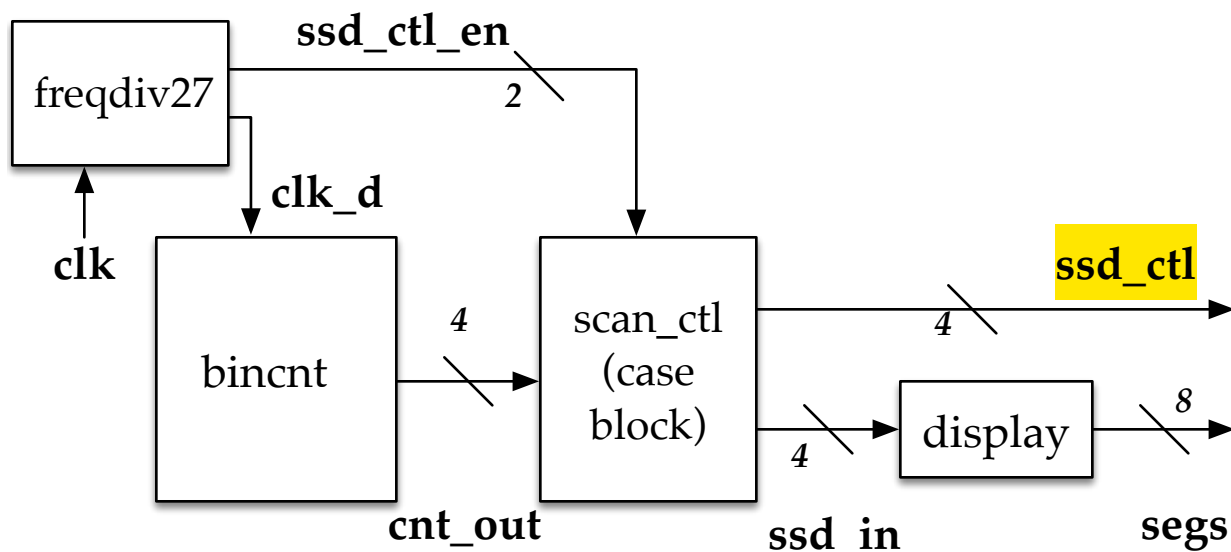 ssd_ctl_en
freqdiv27
2
clk_d
clk
ssd_ctl
4
scan_ctl
4
bincnt
(case
block)
8
display
4
cnt_out
ssd_in
segs